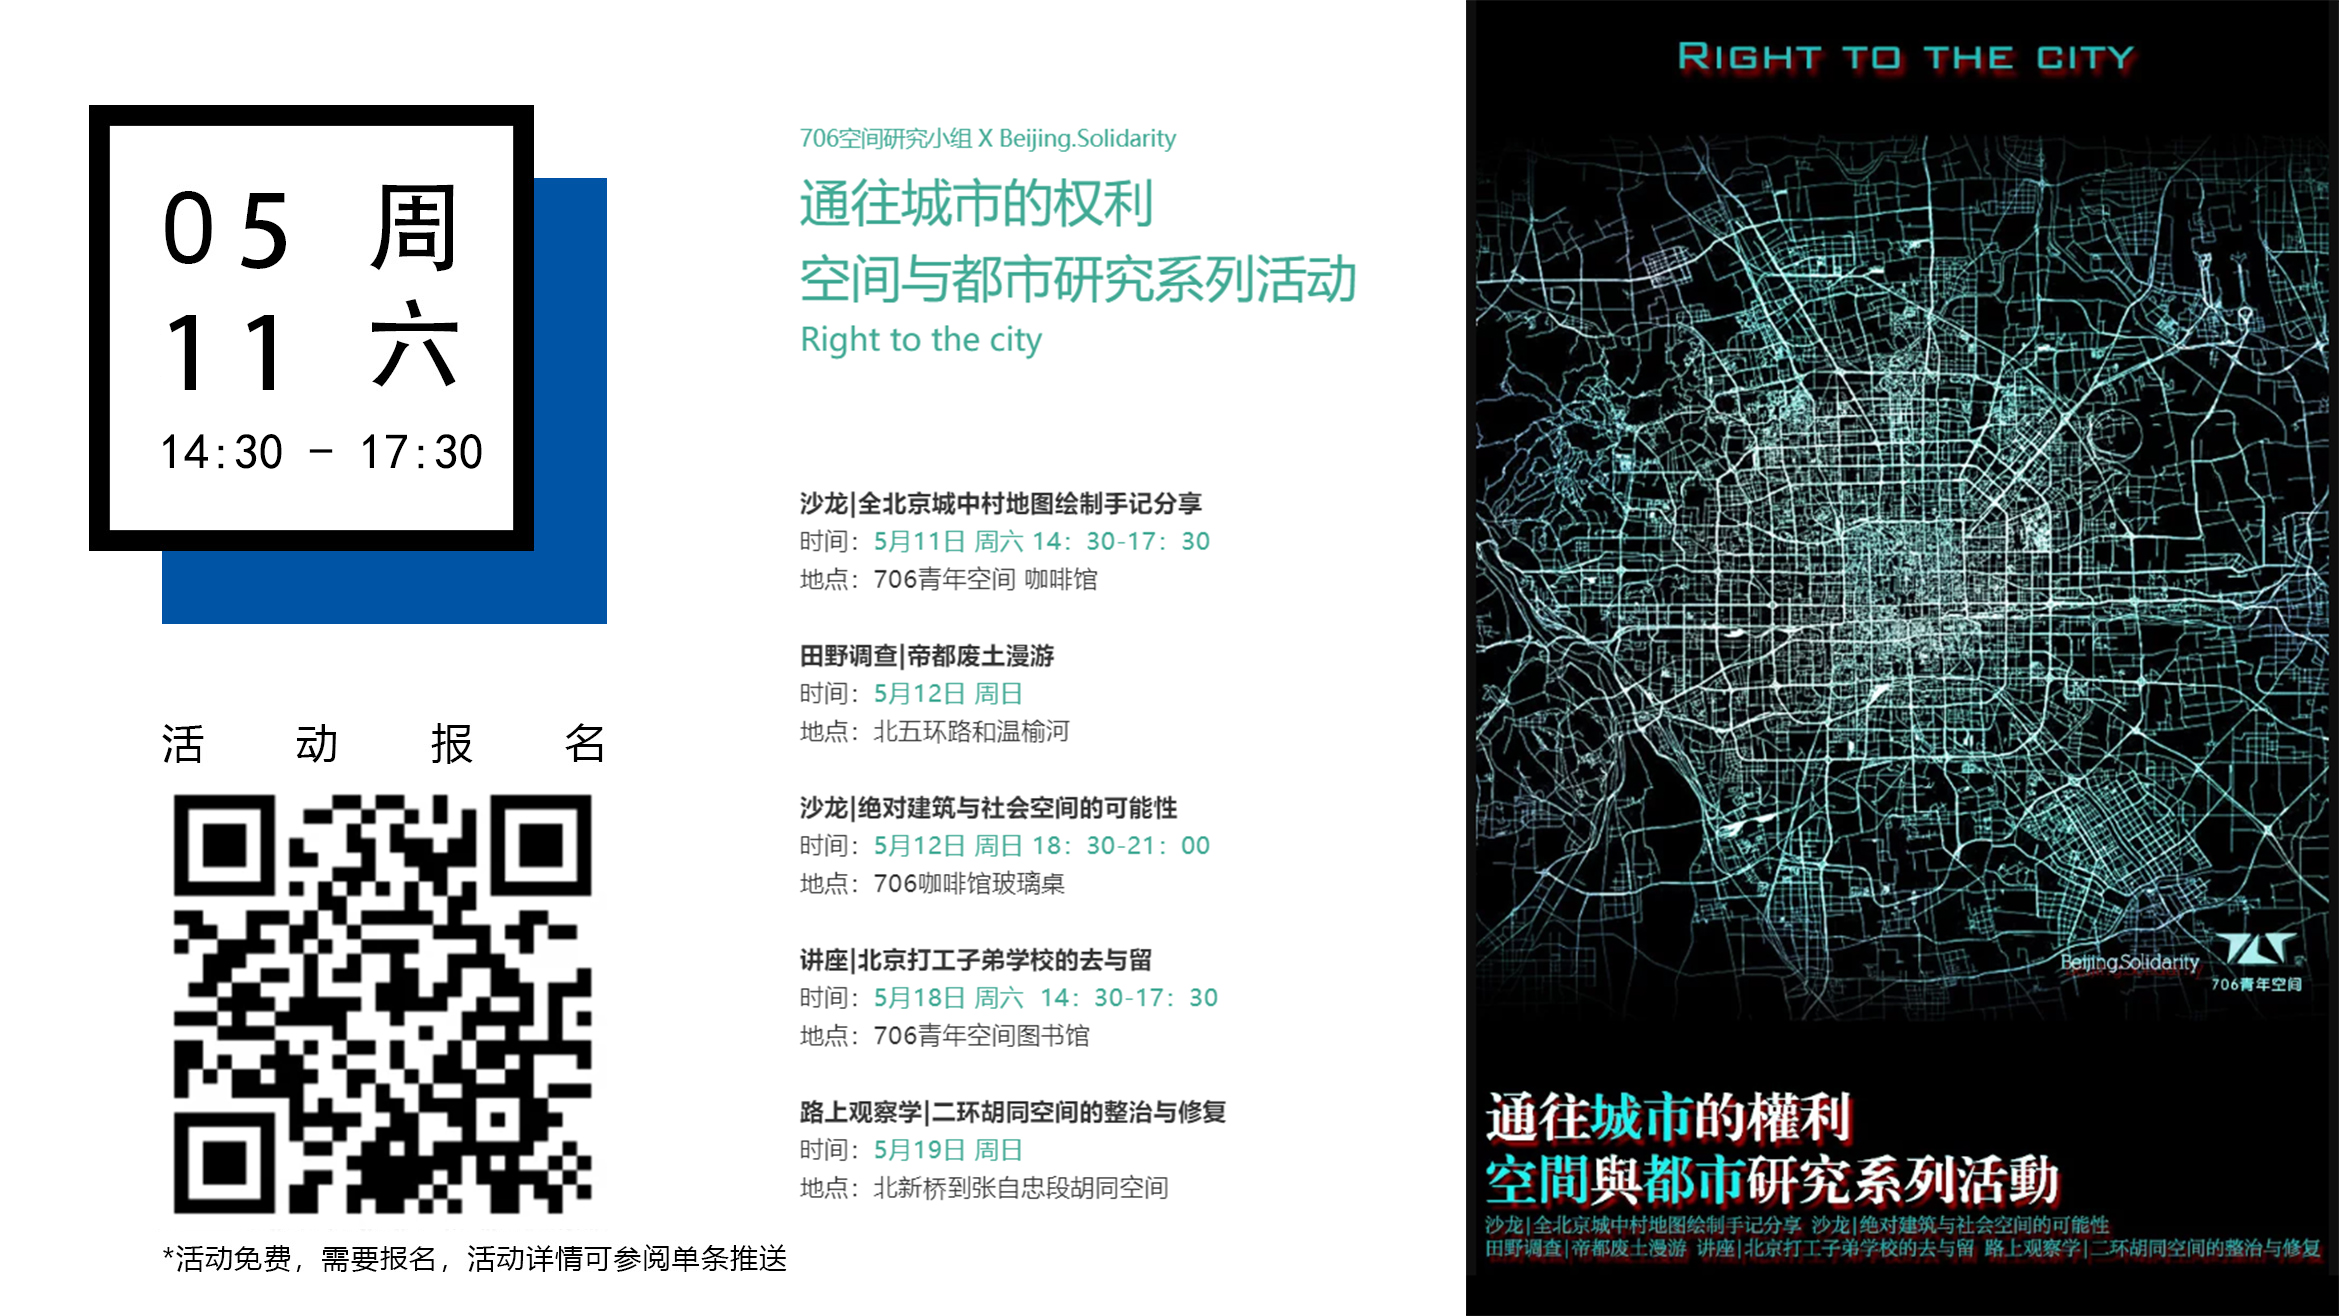 05 周
11 六
14:30 - 17:30
活动报名
*活动免费，需要报名，活动详情可参阅单条推送
706空间研究小组 X Beijing.Solidarity
通往城市的权利
空间与都市研究系列活动
Right to the city
沙龙|全北京城中村地图绘制手记分享
时间：5月11日 周六 14：30-17：30
地点：706青年空间 咖啡馆
田野调查|帝都废土漫游
时间：5月12日 周日
地点：北五环路和温榆河
沙龙|绝对建筑与社会空间的可能性
时间：5月12日 周日 18：30-21：00
地点：706咖啡馆玻璃桌
讲座|北京打工子弟学校的去与留
时间：5月18日 周六 14：30-17：30
地点：706青年空间图书馆
路上观察学|二环胡同空间的整治与修复
时间：5月19日 周日
地点：北新桥到张自忠段胡同空间
RIGHT TO THE CITY
Beijing.Solidarity
706青年空间
通往城市的權利
空間與都市研究系列活動
沙龙|全北京城中村地图绘制手记分享 沙龙|绝对建筑与社会空间的可能性
田野调查|帝都废土漫游 讲座|北京打工子弟学校的去与留 路上观察学|二环胡同空间的整治与修复